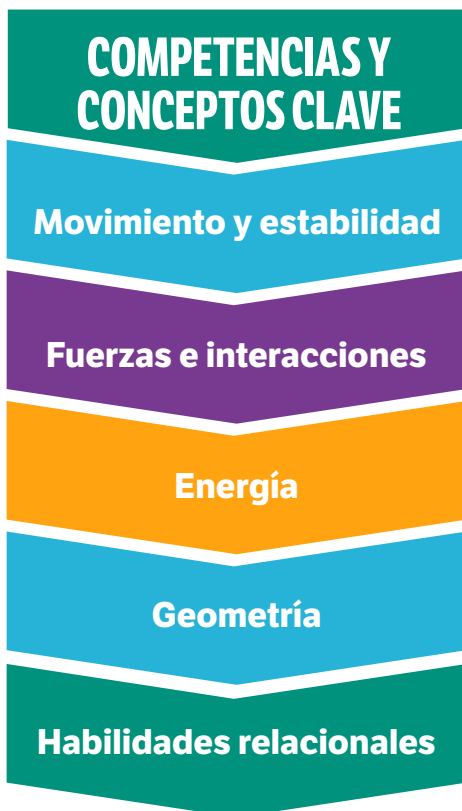 COMPETENCIAS Y
CONCEPTOS CLAVE
Movimiento y estabilidad
Fuerzas e interacciones
Energía
Geometría
Habilidades relacionales